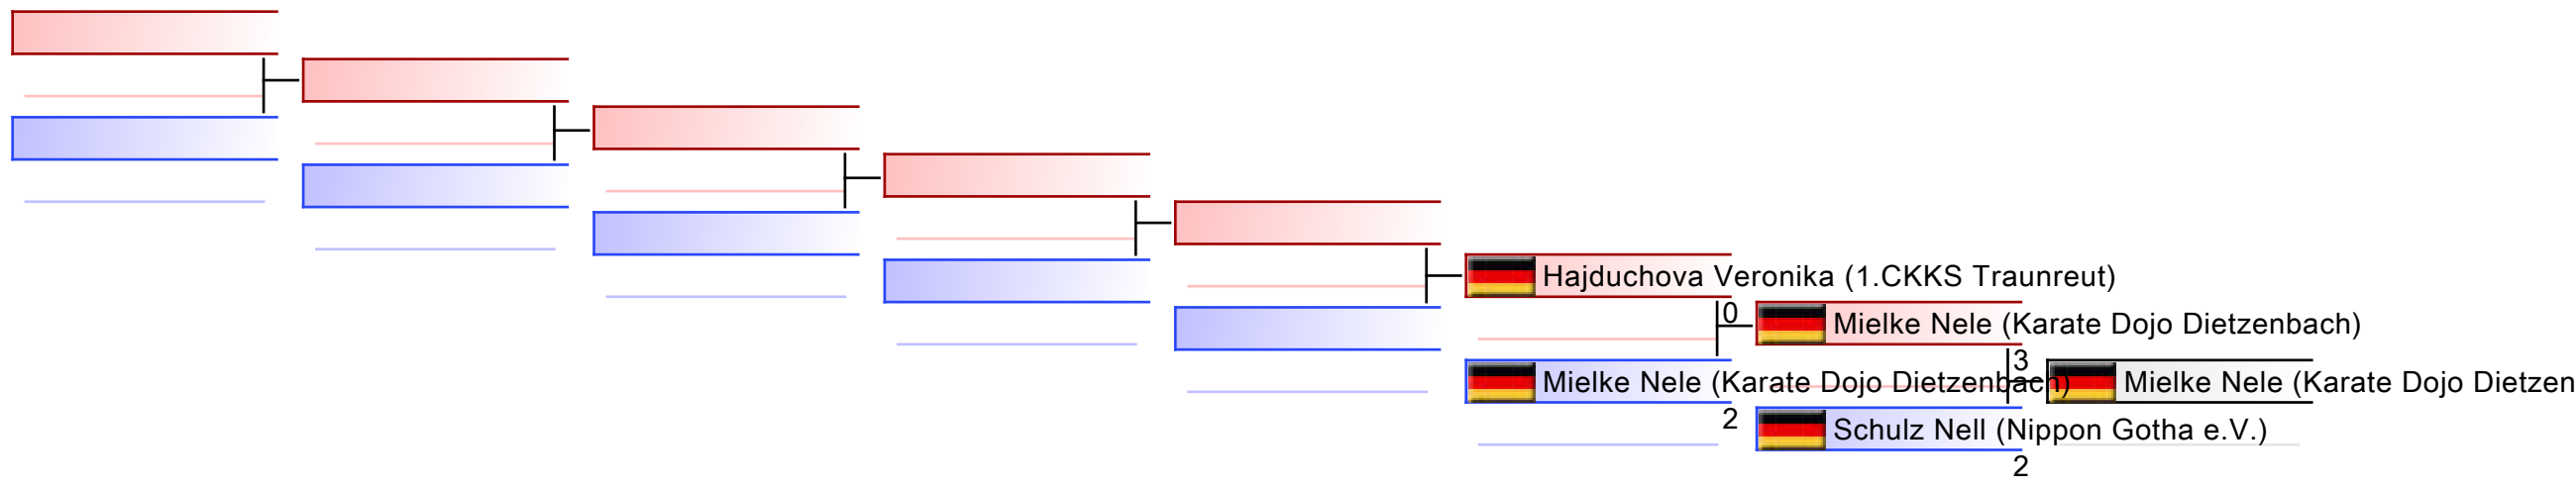 Hajduchova Veronika (1.CKKS Traunreut)
0
Mielke Nele (Karate Dojo Dietzenbach)
3
Mielke Nele (Karate Dojo Dietzenbach)
Mielke Nele (Karate Dojo Dietzen
2
Schulz Nell (Nippon Gotha e.V.)
2